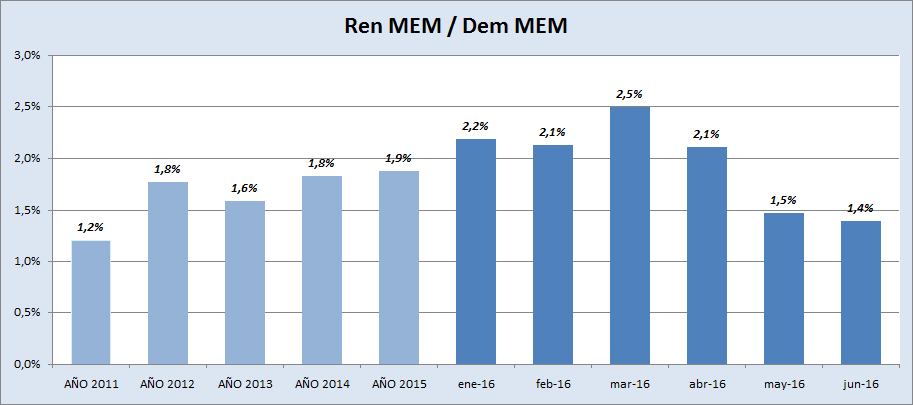 Ren MEM / Dem MEM
3,0%
2,5%
2,0%
1,5%
1,0%
0,5%
0,0%
1,2%
1,8%
1,6%
1,8%
1,9%
2,2%
2,1%
2,5%
2,1%
1,5%
1,4%
AÑO 2011
AÑO 2012
AÑO 2013
AÑO 2014
AÑO 2015
ene-16
feb-16
mar-16
abr-16
may-16
jun-16